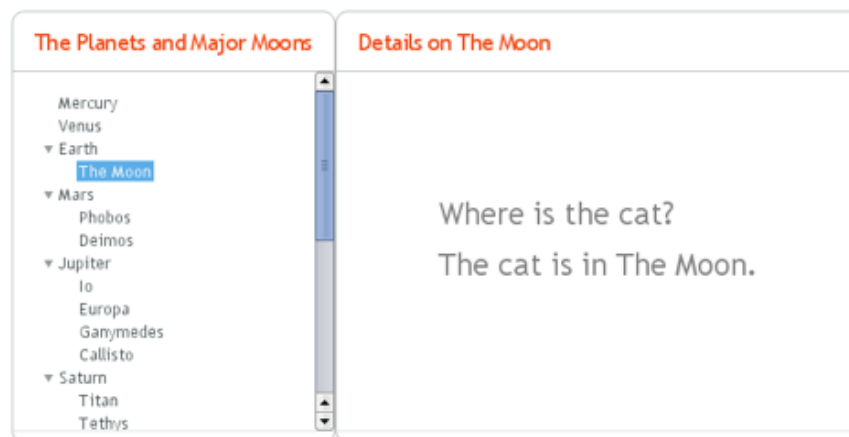 The Planets and Major Moons
Mercury
Venus
Earth
The Moon
Mars
Phobos
Deimos
Jupiter
Io
Europa
Ganymedes
Callisto
Saturn
Titan
Tethys
Details on The Moon
Where is the cat?
The cat is in The Moon.